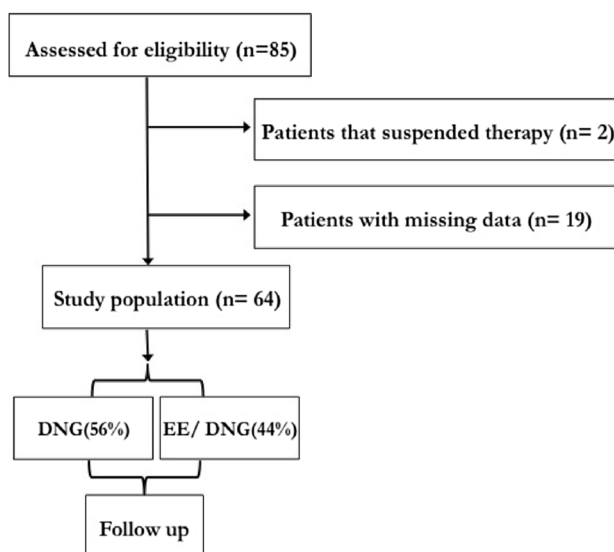 Assessed for eligibility (n=85)
Patients that suspended therapy (n= 2)
Patients with missing data (n= 19)
Study population (n= 64)
DNG(56%)
EE/ DNG(44%)
Follow up